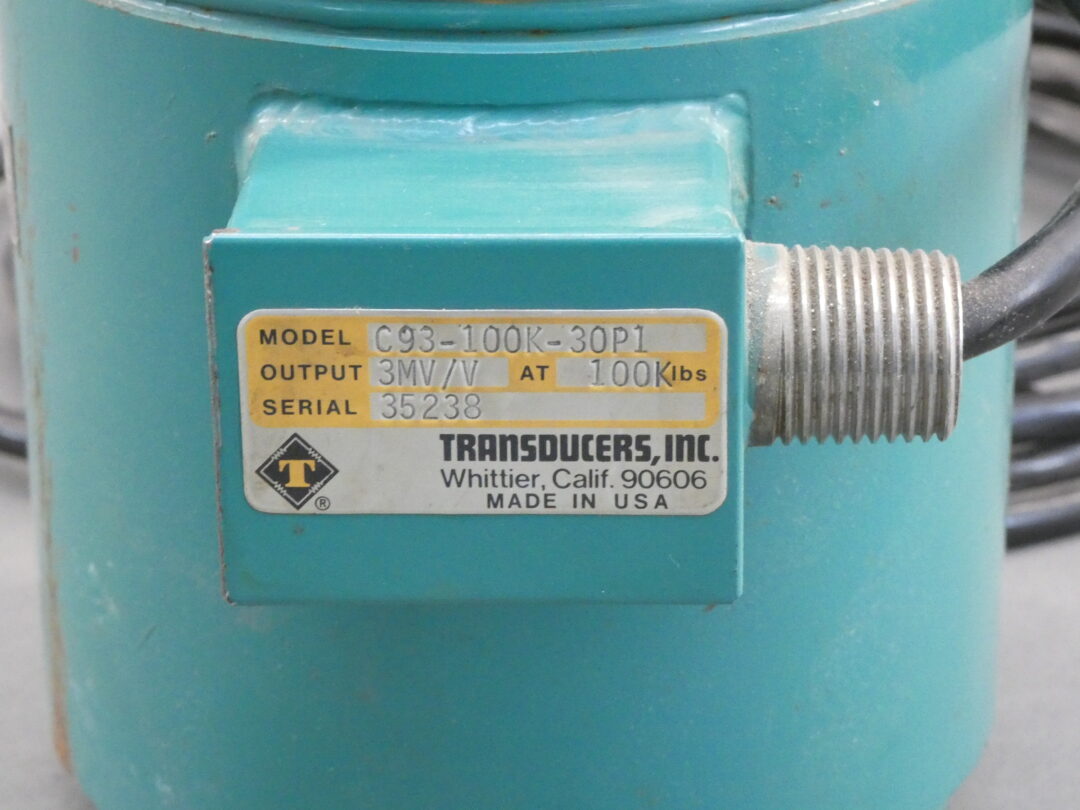 MODEL C93-100K-30P1
OUTPUT 3MV/V AT 100Klbs
SERIAL 35238
T
®
TRANSDUCERS, INC.
Whittier, Calif. 90606
MADE IN USA